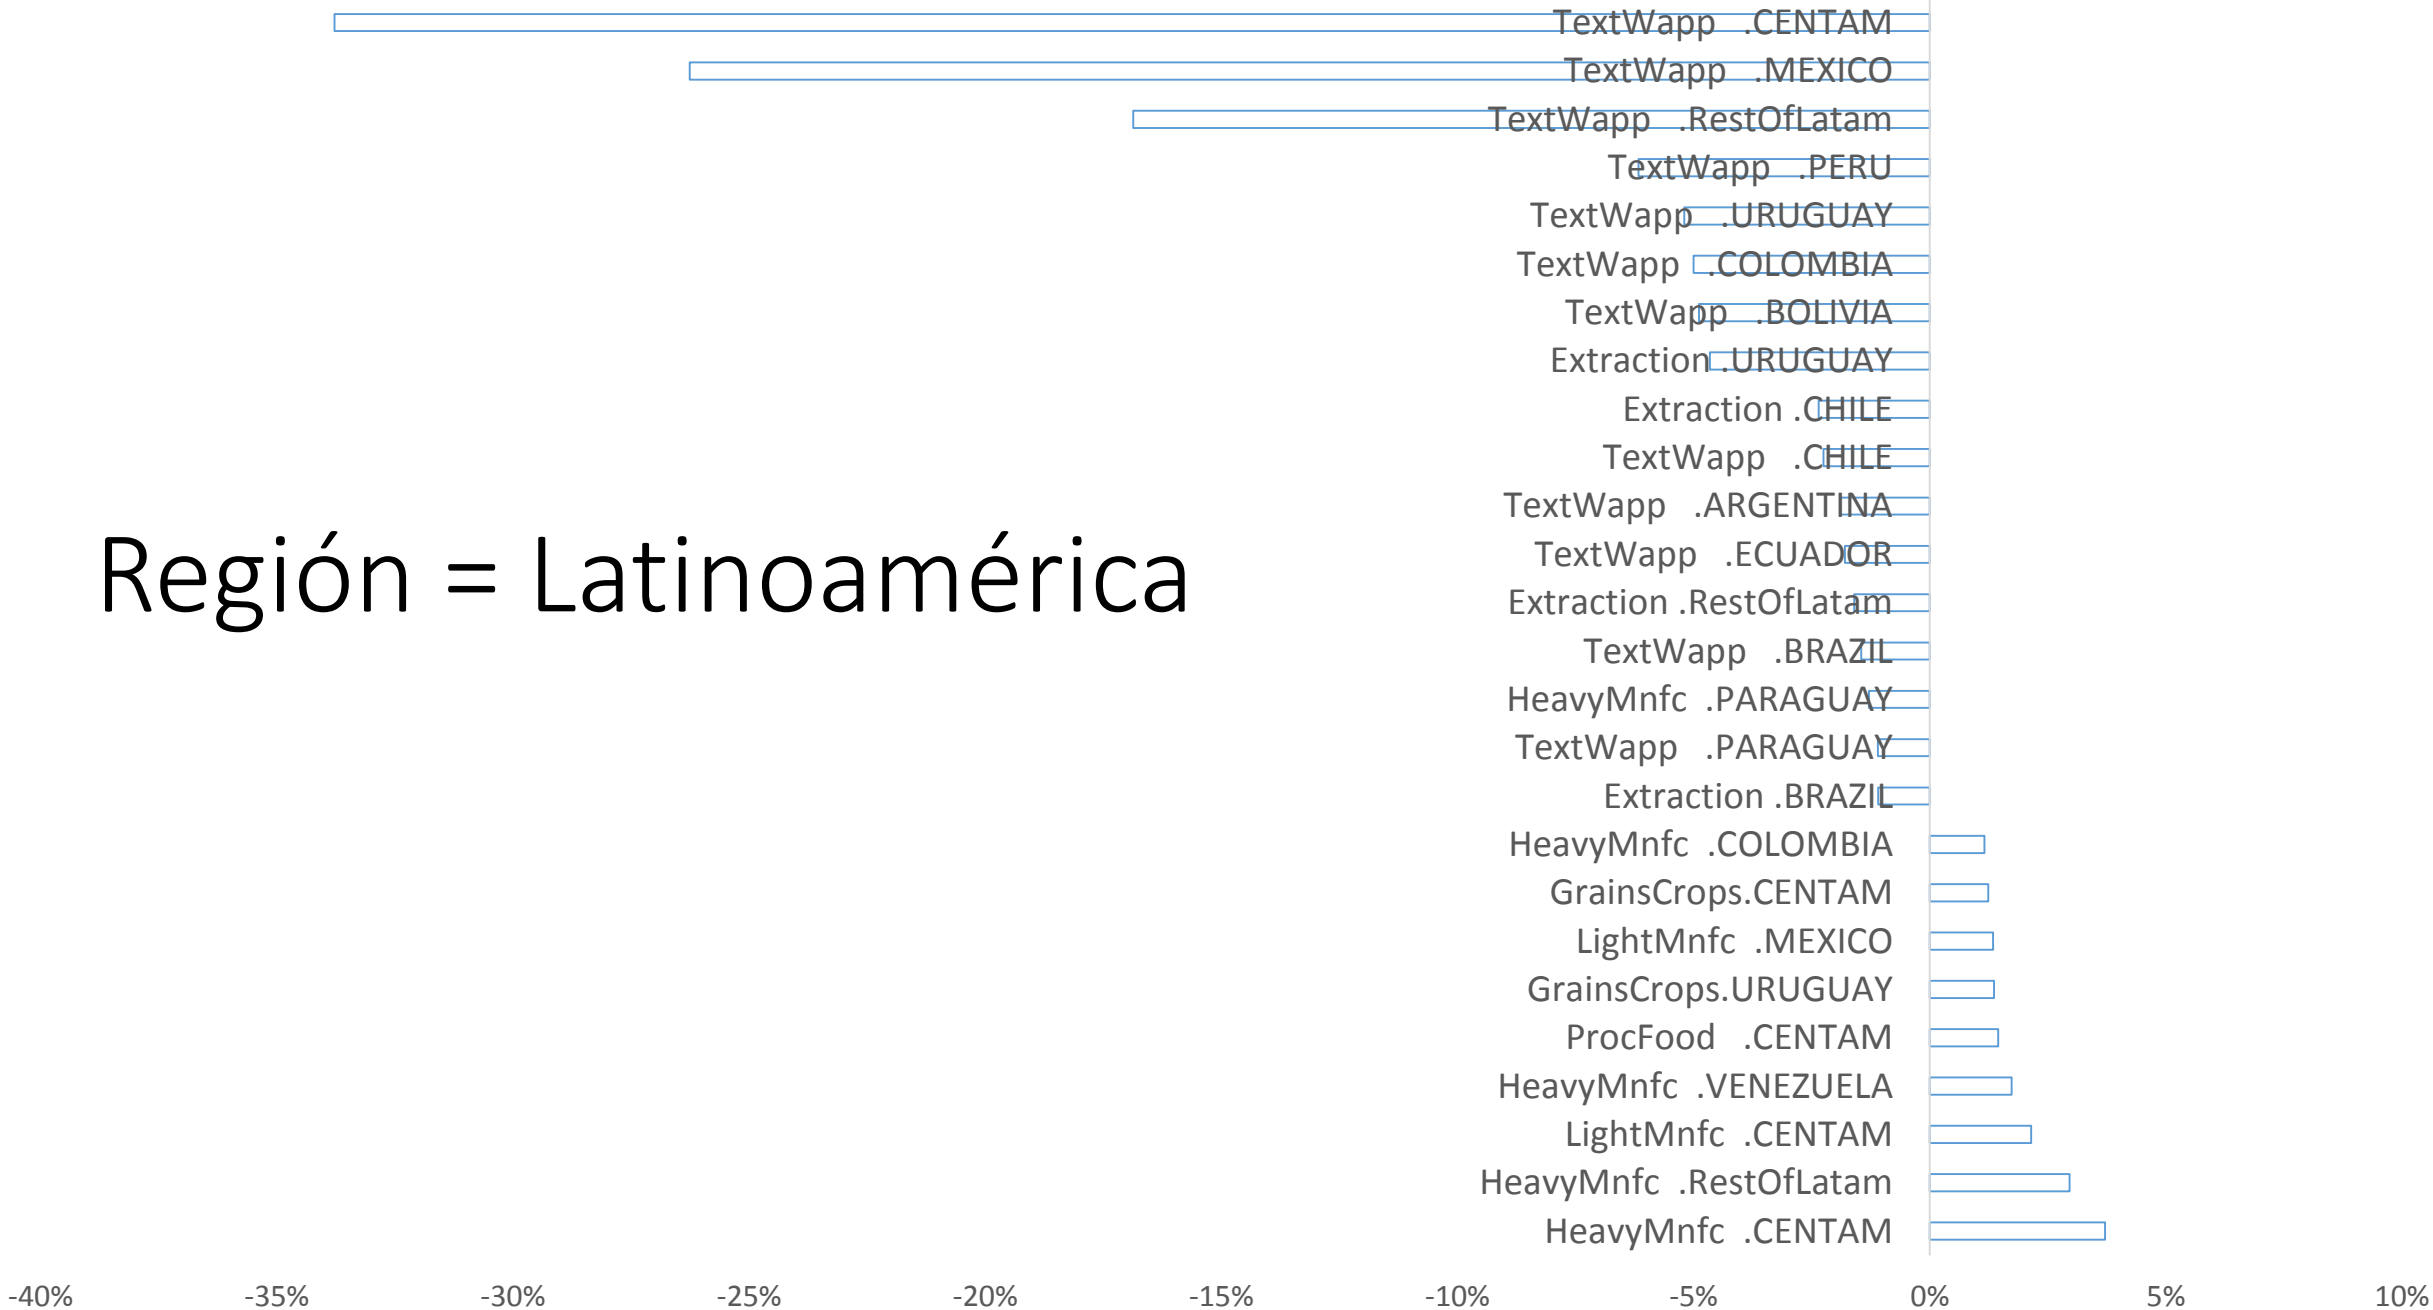 TextWapp .CENTAM
TextWapp .MEXICO
TextWapp .RestOfLatam
TextWapp .PERU
TextWapp .URUGUAY
TextWapp .COLOMBIA
TextWapp .BOLIVIA
Extraction .URUGUAY
Extraction .CHILE
TextWapp .CHILE
TextWapp .ARGENTINA
TextWapp .ECUADOR
Región = Latinoamérica
Extraction .RestOfLatam
TextWapp .BRAZIL
HeavyMnfc .PARAGUAY
TextWapp .PARAGUAY
Extraction .BRAZIL
HeavyMnfc .COLOMBIA
GrainsCrops.CENTAM
LightMnfc .MEXICO
GrainsCrops.URUGUAY
ProcFood .CENTAM
HeavyMnfc .VENEZUELA
LightMnfc .CENTAM
HeavyMnfc .RestOfLatam
HeavyMnfc .CENTAM
-40% -35% -30% -25% -20% -15% -10% -5% 0% 5% 10%